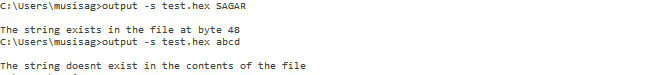 C:\Users\musisag>output -s test.hex SAGAR
The string exists in the file at byte 48
C:\Users\musisag>output -s test.hex abcd
The string doesnt exist in the contents of the file